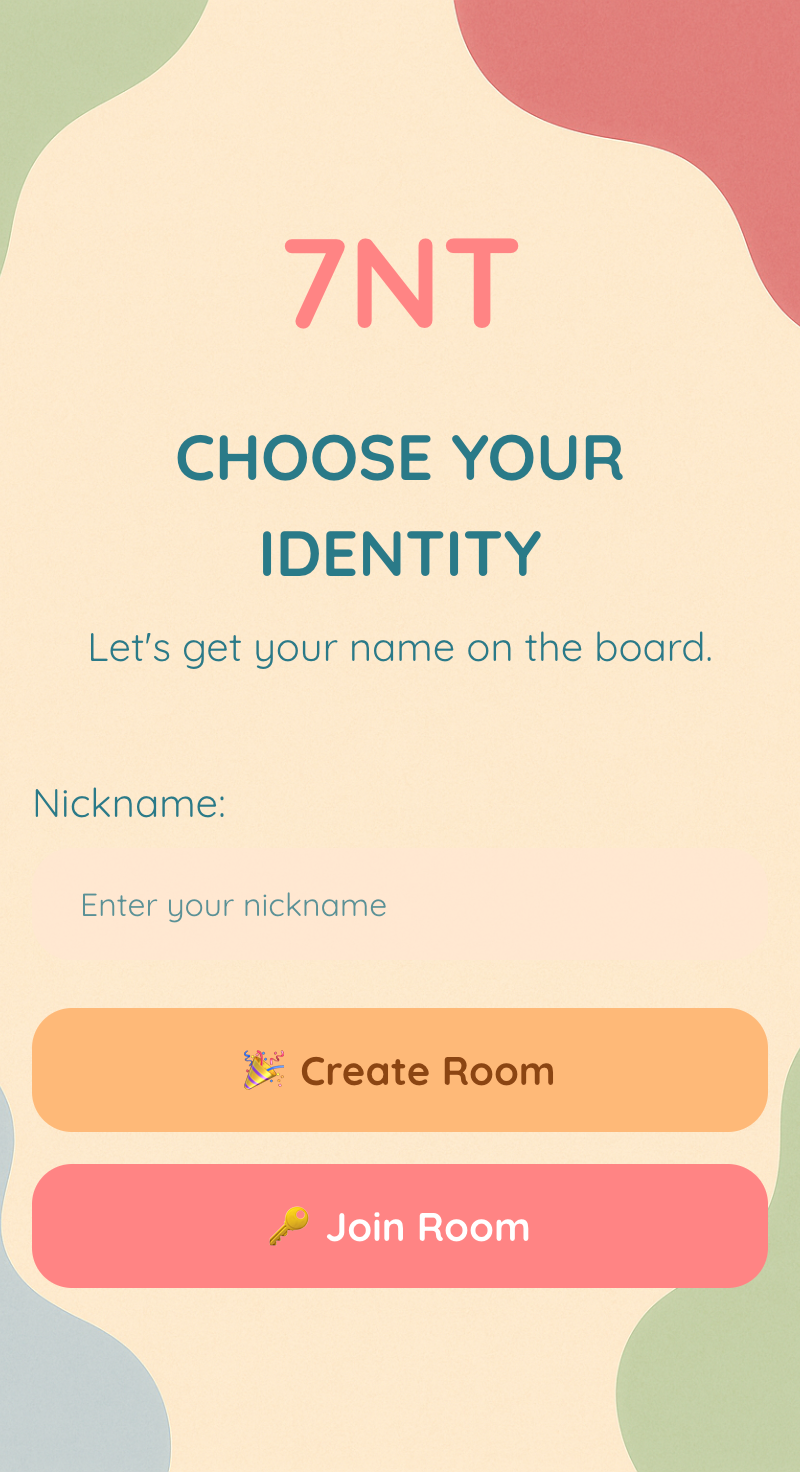 7NT
CHOOSE YOUR
IDENTITY
Let's get your name on the board.
Nickname:
Enter your nickname
🎉 Create Room
🔑 Join Room